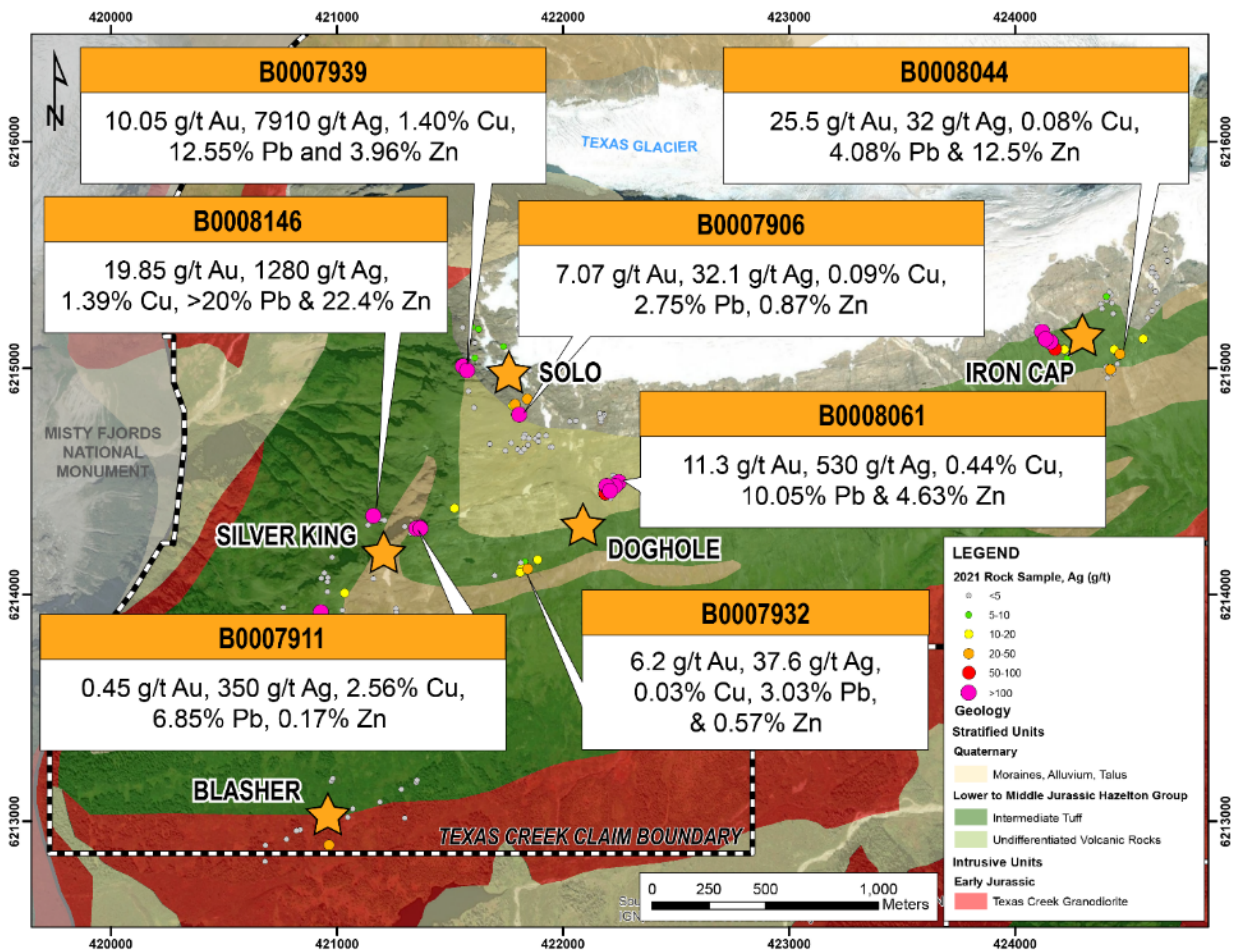 420000 421000 422000 423000 424000
B0007939
10.05 g/t Au, 7910 g/t Ag, 1.40% Cu,
12.55% Pb and 3.96% Zn
B0008044
25.5 g/t Au, 32 g/t Ag, 0.08% Cu,
4.08% Pb & 12.5% Zn
N
TEXAS GLACIER
6216000
6216000
B0008146
19.85 g/t Au, 1280 g/t Ag,
1.39% Cu, >20% Pb & 22.4% Zn
B0007906
7.07 g/t Au, 32.1 g/t Ag, 0.09% Cu,
2.75% Pb, 0.87% Zn
6215000
6215000
SOLO
IRON CAP
MISTY FJORDS
NATIONAL
MONUMENT
B0008061
11.3 g/t Au, 530 g/t Ag, 0.44% Cu,
10.05% Pb & 4.63% Zn
SILVER KING
DOGHOLE
6214000
6214000
B0007911
0.45 g/t Au, 350 g/t Ag, 2.56% Cu,
6.85% Pb, 0.17% Zn
B0007932
6.2 g/t Au, 37.6 g/t Ag,
0.03% Cu, 3.03% Pb,
& 0.57% Zn
LEGEND
2021 Rock Sample, Ag (g/t)
<5
5-10
10-20
20-50
50-100
>100
Geology
Stratified Units
Quaternary
Moraines, Alluvium, Talus
Lower to Middle Jurassic Hazelton Group
Intermediate Tuff
Undifferentiated Volcanic Rocks
Intrusive Units
Early Jurassic
Texas Creek Granodiorite
BLASHER
TEXAS CREEK CLAIM BOUNDARY
6213000
6213000
0 250 500 1,000
Meters
420000 421000 422000 423000 424000